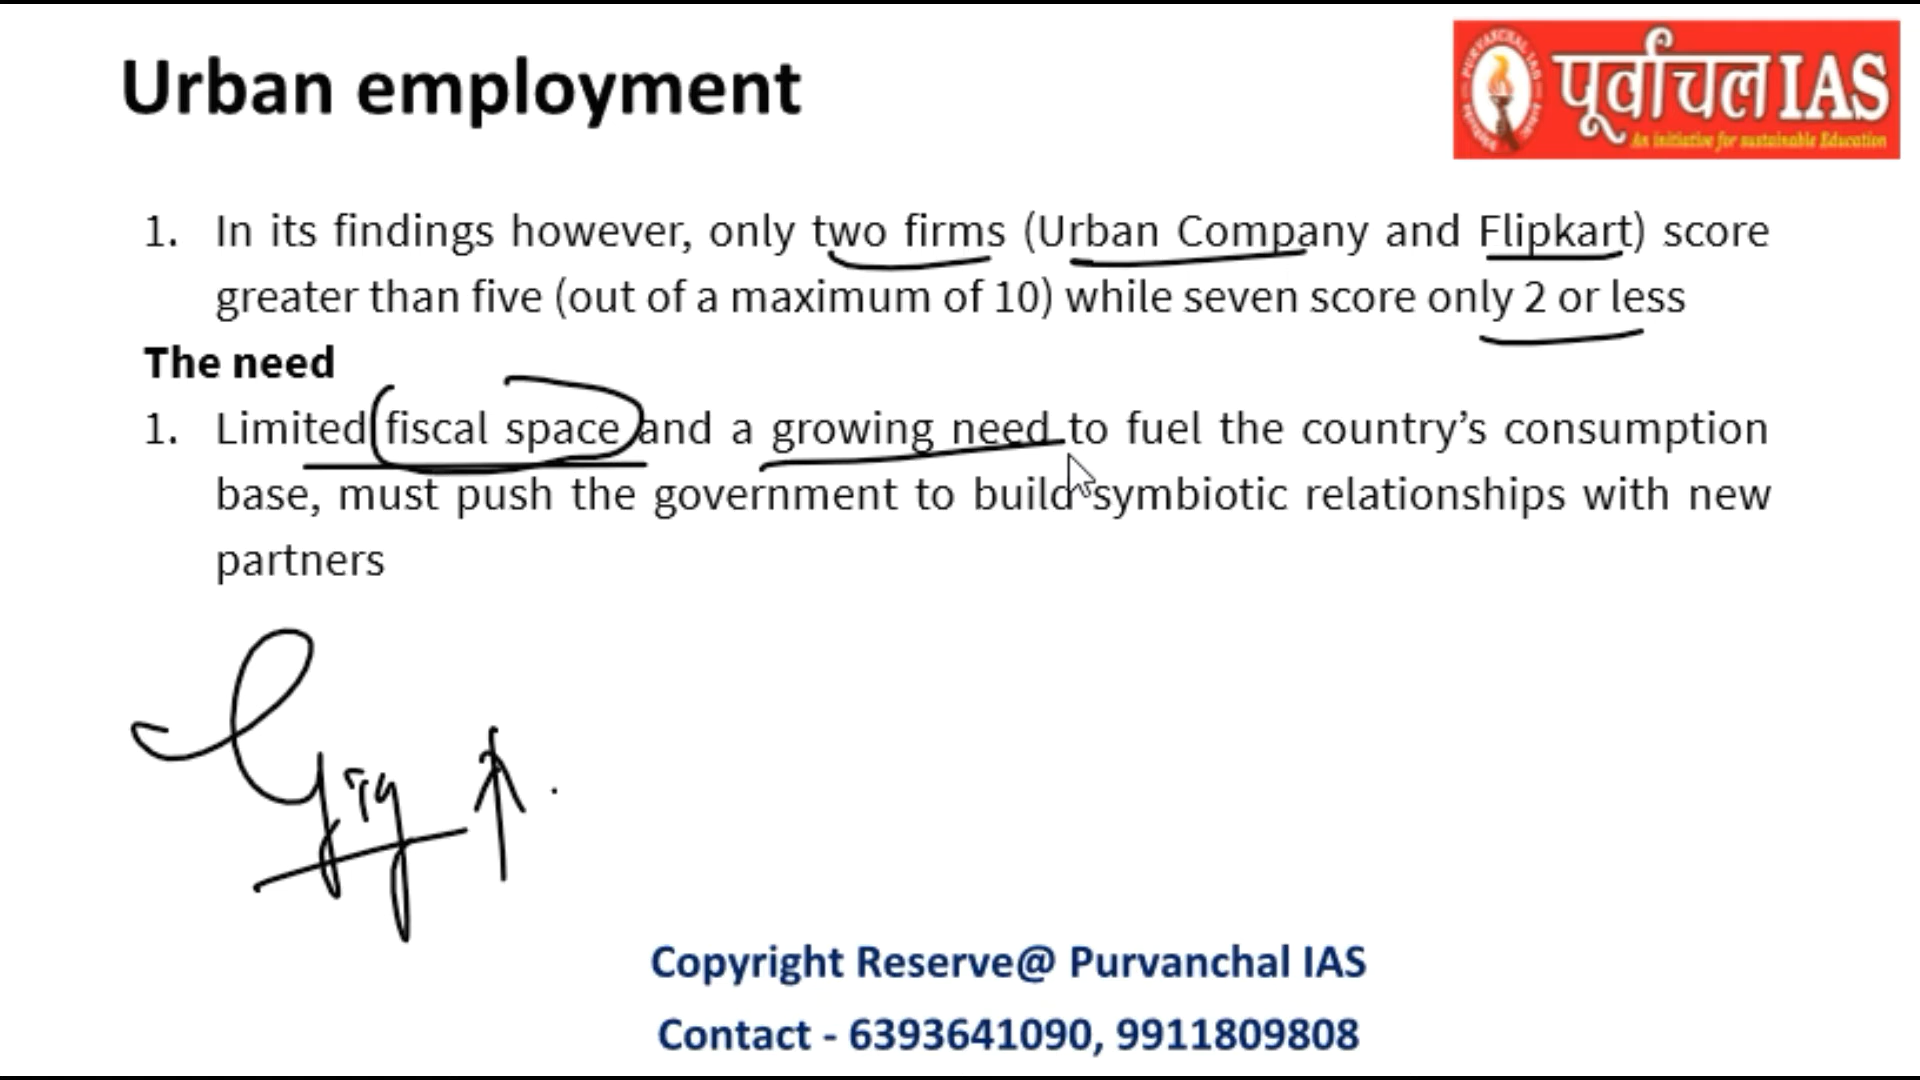 Urban employment
पूर्वांचल IAS
An initiative for sustainable Education
1. In its findings however, only two firms (Urban Company and Flipkart) score
greater than five (out of a maximum of 10) while seven score only 2 or less
The need
1. Limited fiscal space and a growing need to fuel the country’s consumption
base, must push the government to build symbiotic relationships with new
partners
Gig ↑
Copyright Reserve@ Purvanchal IAS
Contact - 6393641090, 9911809808